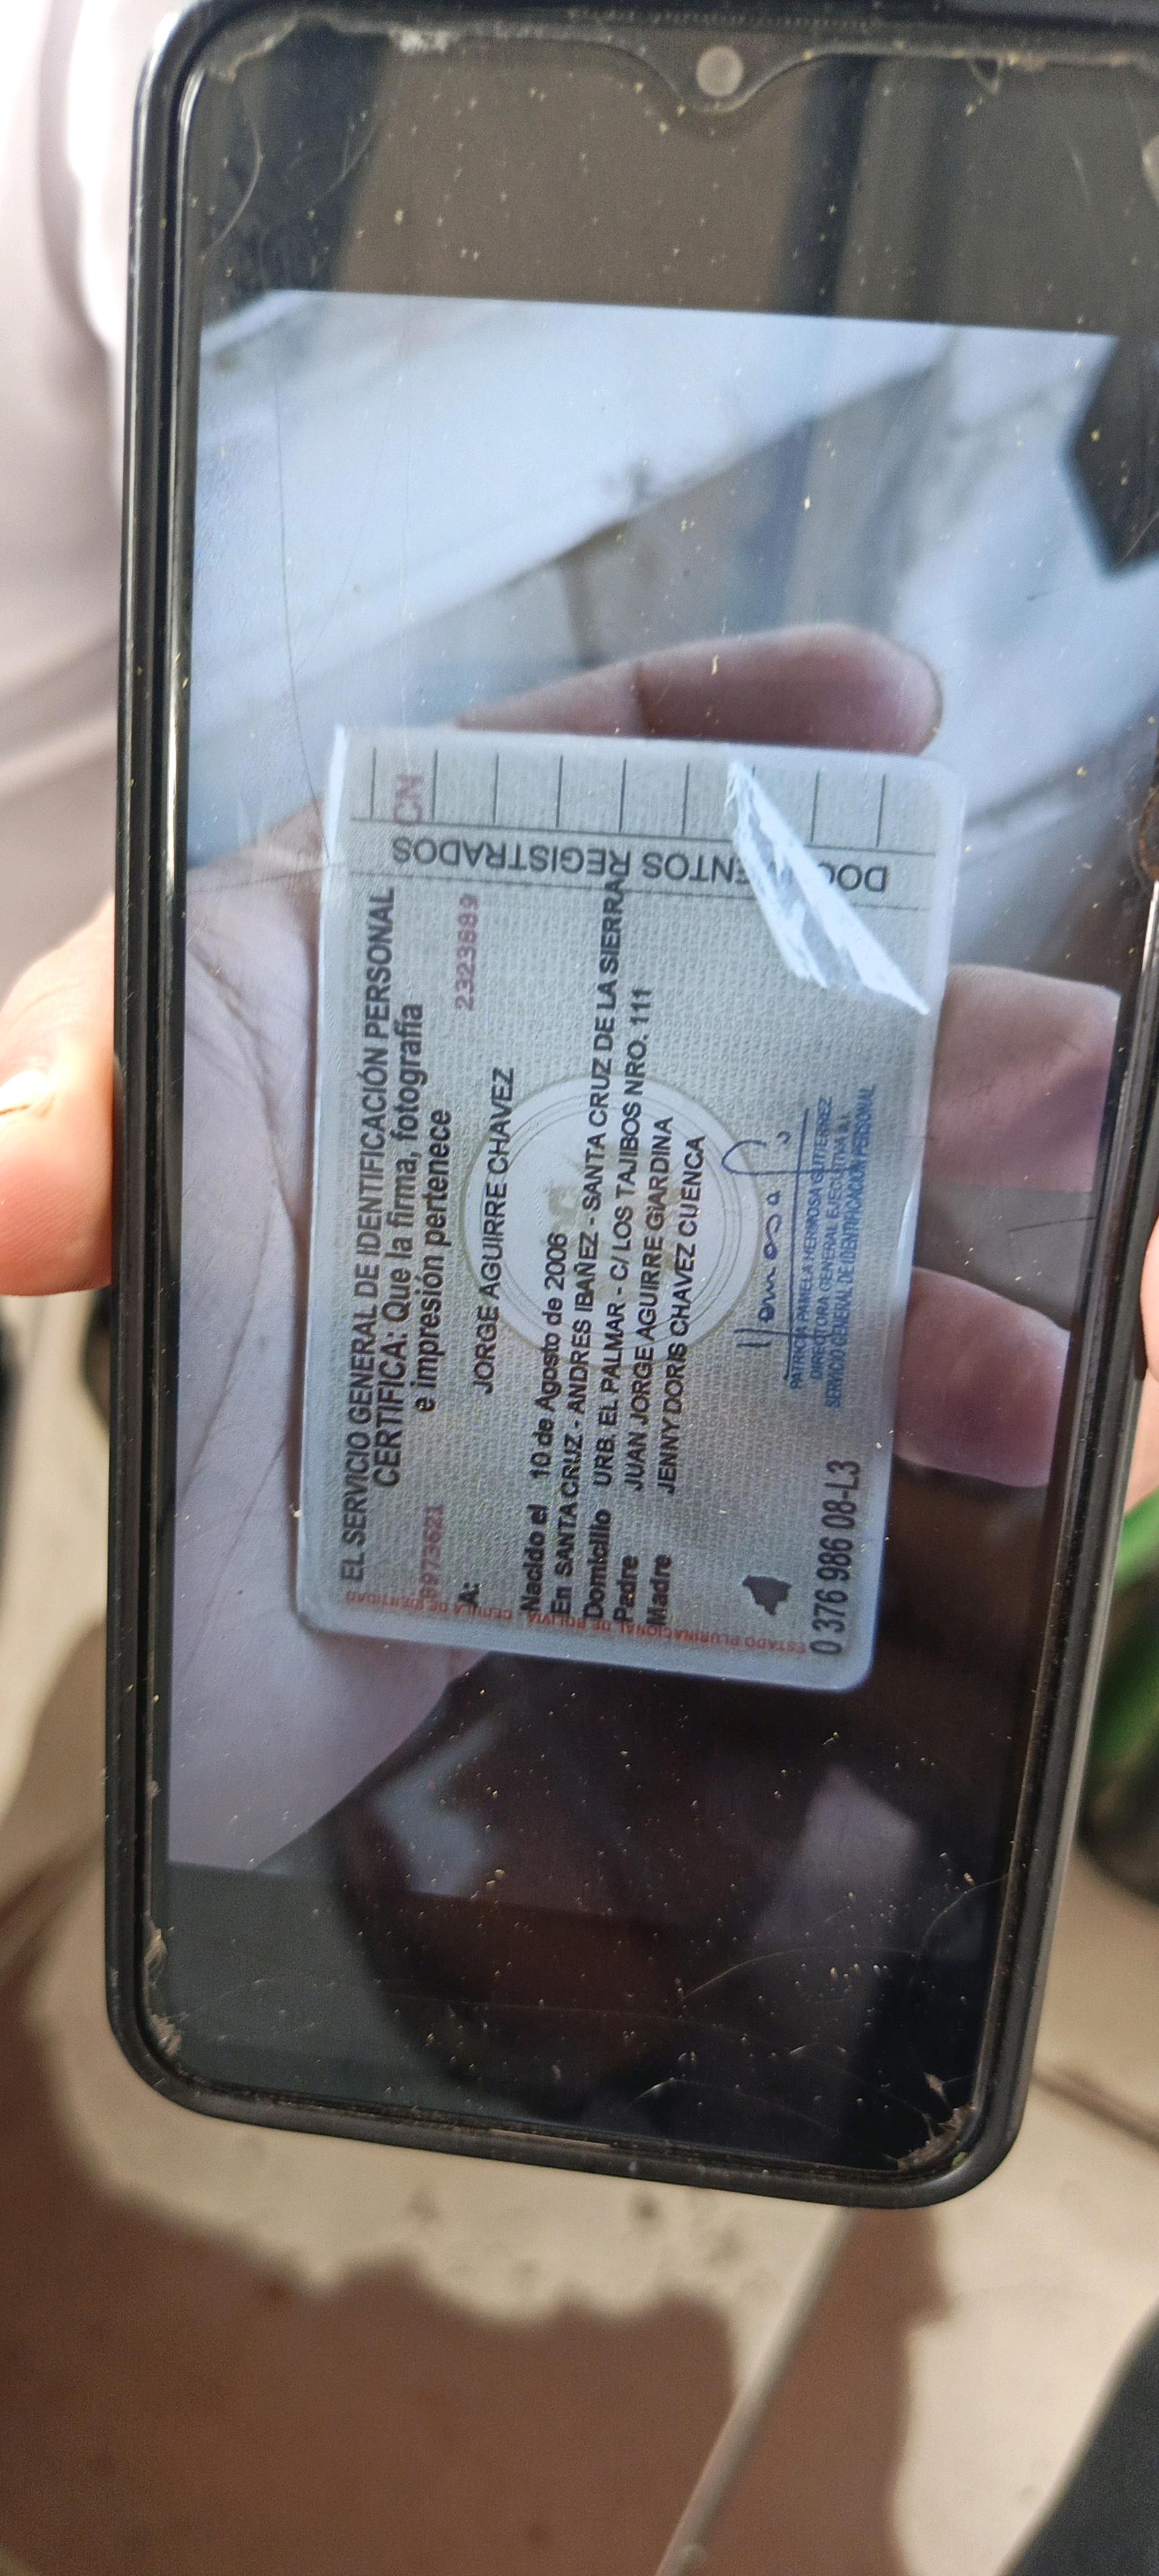 EL SERVICIO GENERAL DE IDENTIFICACIÓN PERSONAL
CERTIFICA: Que la firma, fotografía
e impresión pertenece
2323689
A:
JORGE AGUIRRE CHAVEZ
Nacido el 10 de Agosto de 2006
En SANTA CRUZ - ANDRES IBAÑEZ - SANTA CRUZ DE LA SIERRA
Domicilio URB. EL PALMAR - C/ LOS TAJIBOS NRO. 111
Padre JUAN JORGE AGUIRRE GIARDINA
Madre JENNY DORIS CHAVEZ CUENCA
PATRICIA PAMELA HERMOSA GUTIERREZ
DIRECTORA GENERAL EJECUTIVA a.i.
SERVICIO GENERAL DE IDENTIFICACIÓN PERSONAL
0 376 986 08-L3
ESTADO PLURINACIONAL DE BOLIVIA CEDULA DE IDENTIDAD
REGISTRADOS
CN